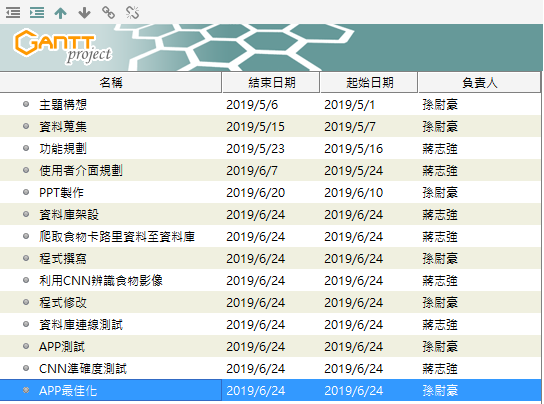 GANTT
project
名稱 結束日期 起始日期 負責人
主題構想 2019/5/6 2019/5/1 孫尉豪
資料蒐集 2019/5/15 2019/5/7 孫尉豪
功能規劃 2019/5/23 2019/5/16 蔣志強
使用者介面規劃 2019/6/7 2019/5/24 蔣志強
PPT製作 2019/6/20 2019/6/10 孫尉豪
資料庫架設 2019/6/24 2019/6/24 蔣志強
爬取食物卡路里資料至資料庫 2019/6/24 2019/6/24 蔣志強
程式撰寫 2019/6/24 2019/6/24 孫尉豪
利用CNN辨識食物影像 2019/6/24 2019/6/24 蔣志強
程式修改 2019/6/24 2019/6/24 孫尉豪
資料庫連線測試 2019/6/24 2019/6/24 蔣志強
APP測試 2019/6/24 2019/6/24 孫尉豪
CNN準確度測試 2019/6/24 2019/6/24 蔣志強
APP最佳化 2019/6/24 2019/6/24 孫尉豪